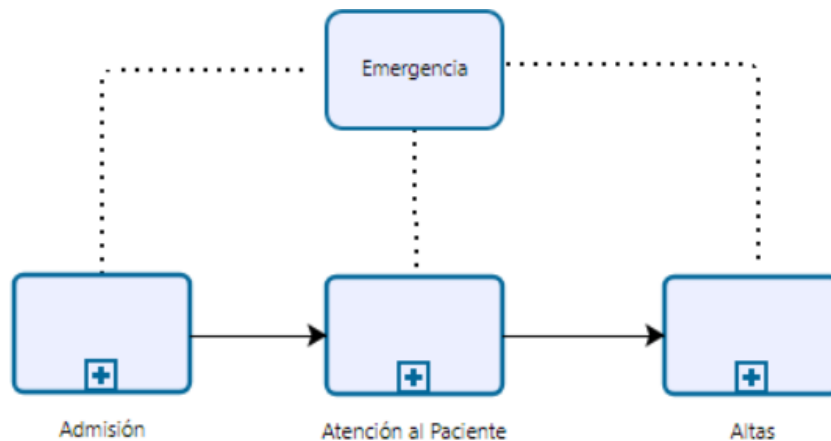 Emergencia
Admisión
Atención al Paciente
Altas